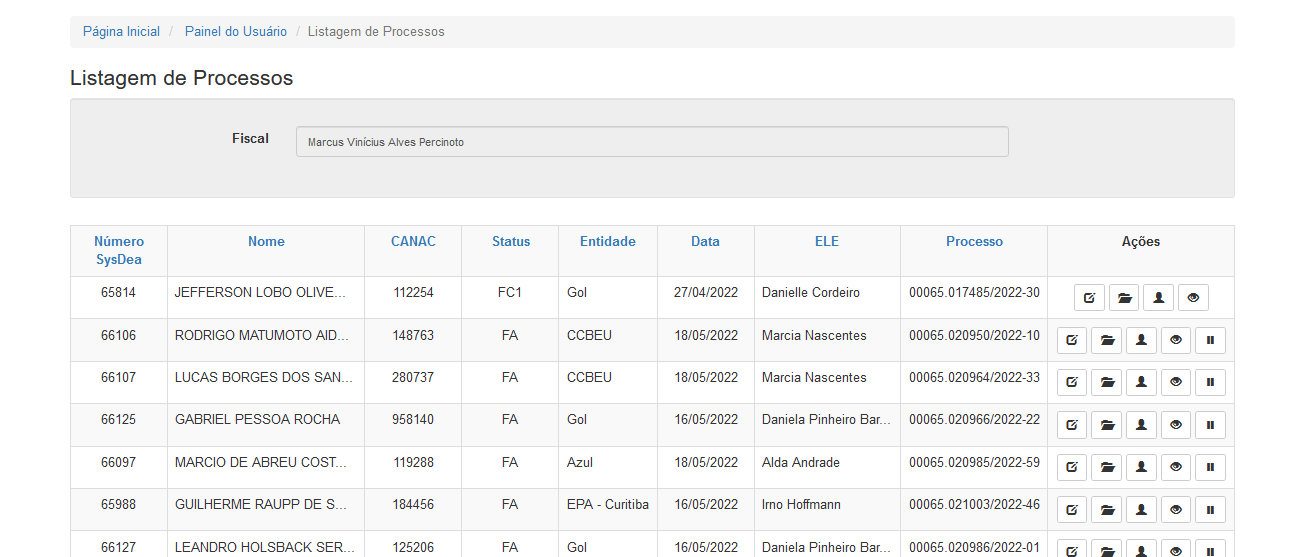 Página Inicial / Painel do Usuário / Listagem de Processos
Listagem de Processos
Fiscal Marcus Vinícius Alves Percinoto
Número SysDea Nome CANAC Status Entidade Data ELE Processo Ações
65814 JEFFERSON LOBO OLIVE... 112254 FC1 Gol 27/04/2022 Danielle Cordeiro 00065.017485/2022-30
66106 RODRIGO MATUMOTO AID... 148763 FA CCBEU 18/05/2022 Marcia Nascentes 00065.020950/2022-10
66107 LUCAS BORGES DOS SAN... 280737 FA CCBEU 18/05/2022 Marcia Nascentes 00065.020964/2022-33
66125 GABRIEL PESSOA ROCHA 958140 FA Gol 16/05/2022 Daniela Pinheiro Bar... 00065.020966/2022-22
66097 MARCIO DE ABREU COST... 119288 FA Azul 18/05/2022 Alda Andrade 00065.020985/2022-59
65988 GUILHERME RAUPP DE S... 184456 FA EPA - Curitiba 16/05/2022 Irno Hoffmann 00065.021003/2022-46
66127 LEANDRO HOLSBACK SER... 125206 FA Gol 16/05/2022 Daniela Pinheiro Bar... 00065.020986/2022-01